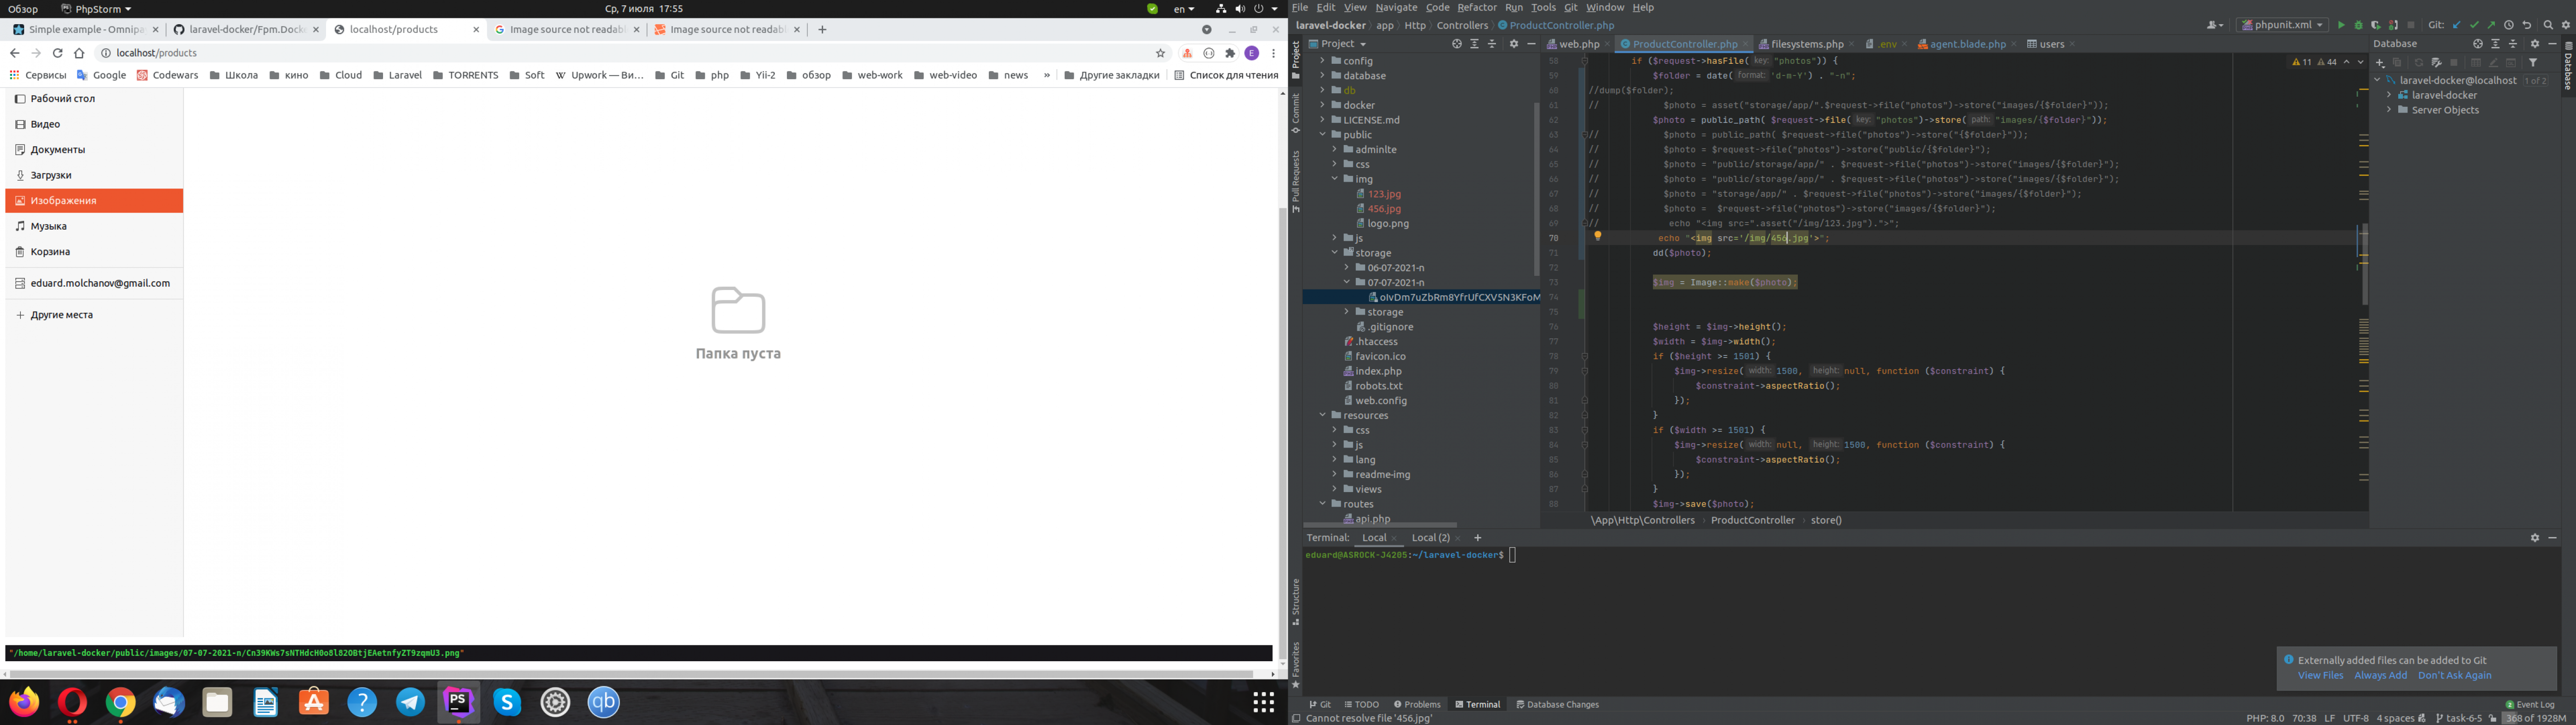 Обзор
PhpStorm
Ср, 7 июля 17:55
en
Simple example - Omnipa
laravel-docker/Fpm.Docke
localhost/products
Image source not readabl
Image source not readabl
localhost/products
Сервисы
Google
Codewars
Школа
кино
Cloud
Laravel
TORRENTS
Soft
Upwork — Ви…
Git
php
Yii-2
обзор
web-work
web-video
news
»
Другие закладки
Список для чтения
Рабочий стол
Видео
Документы
Загрузки
Изображения
Музыка
Корзина
eduard.molchanov@gmail.com
Другие места
Папка пуста
"/home/laravel-docker/public/images/07-07-2021-n/Cn39KWs7sNTHdcH0o8l82OBtjEAetnfyZT9zqmU3.png"
File Edit View Navigate Code Refactor Run Tools Git Window Help
laravel-docker > app > Http > Controllers > ProductController.php
phpunit.xml
Git:
Project
config
database
db
docker
LICENSE.md
public
adminlte
css
img
123.jpg
456.jpg
logo.png
js
storage
06-07-2021-n
07-07-2021-n
oIvDm7uZbRm8YfrUfCXV5N3KFoM
storage
.gitignore
.htaccess
favicon.ico
index.php
robots.txt
web.config
resources
css
js
lang
readme-img
views
routes
api.php
Project
Commit
Pull Requests
Structure
Favorites
web.php
ProductController.php
filesystems.php
.env
agent.blade.php
users
11 44
58 if ($request->hasFile( key: "photos")) {
59 $folder = date( format: 'd-m-Y') . "-n";
60 //dump($folder);
61 // $photo = asset("storage/app/".$request->file("photos")->store("images/{$folder}"));
62 $photo = public_path( $request->file( key: "photos")->store( path: "images/{$folder}"));
63 // $photo = public_path( $request->file("photos")->store("{$folder}"));
64 // $photo = $request->file("photos")->store("public/{$folder}");
65 // $photo = "public/storage/app/" . $request->file("photos")->store("images/{$folder}");
66 // $photo = "public/storage/app/" . $request->file("photos")->store("images/{$folder}");
67 // $photo = "storage/app/" . $request->file("photos")->store("images/{$folder}");
68 // $photo = $request->file("photos")->store("images/{$folder}");
69 // echo "<img src=".asset("/img/123.jpg").">";
70 echo "<img src='/img/456.jpg'>";
71 dd($photo);
72
73 $img = Image::make($photo);
74
75
76 $height = $img->height();
77 $width = $img->width();
78 if ($height >= 1501) {
79 $img->resize( width: 1500, height: null, function ($constraint) {
80 $constraint->aspectRatio();
81 });
82 }
83 if ($width >= 1501) {
84 $img->resize( width: null, height: 1500, function ($constraint) {
85 $constraint->aspectRatio();
86 });
87 }
88 $img->save($photo);
\App\Http\Controllers > ProductController > store()
Database
laravel-docker@localhost 1 of 2
laravel-docker
Server Objects
Database
Terminal: Local × Local (2) × +
eduard@ASROCK-J4205:~/laravel-docker$
Externally added files can be added to Git
View Files Always Add Don't Ask Again
Git
TODO
Problems
Terminal
Database Changes
2 Event Log
Cannot resolve file '456.jpg'
PHP: 8.0 70:38 LF UTF-8 4 spaces task-6-5 368 of 1928M